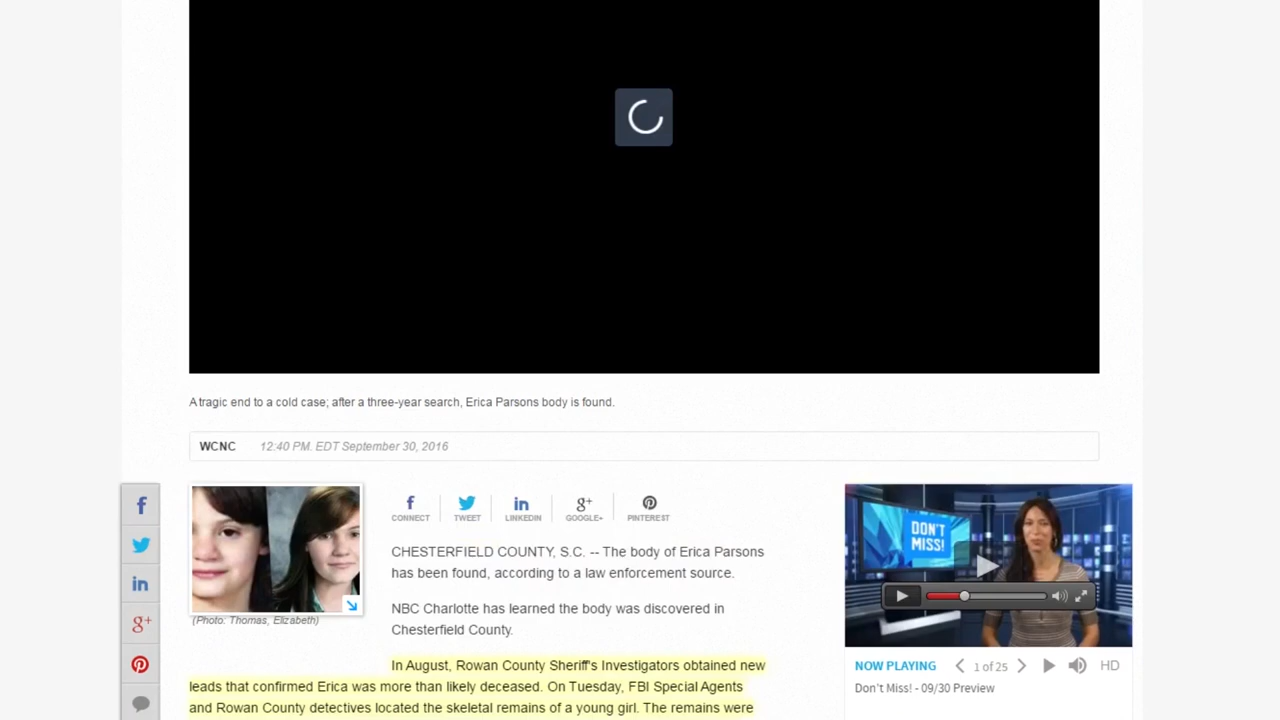 A tragic end to a cold case; after a three-year search, Erica Parsons body is found.
WCNC 12:40 PM. EDT September 30, 2016
CONNECT TWEET LINKEDIN GOOGLE+ PINTEREST
(Photo: Thomas, Elizabeth)
CHESTERFIELD COUNTY, S.C. -- The body of Erica Parsons
has been found, according to a law enforcement source.
NBC Charlotte has learned the body was discovered in
Chesterfield County.
In August, Rowan County Sheriff's Investigators obtained new
leads that confirmed Erica was more than likely deceased. On Tuesday, FBI Special Agents
and Rowan County detectives located the skeletal remains of a young girl. The remains were
DON'T
MISS!
NOW PLAYING 1 of 25 HD
Don't Miss! - 09/30 Preview